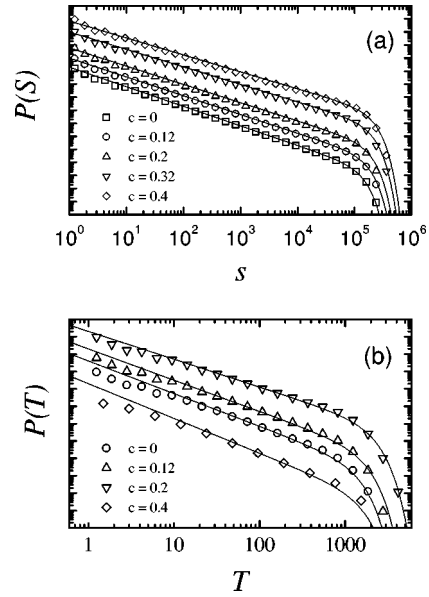 (a)
P(S)
c = 0
c = 0.12
c = 0.2
c = 0.32
c = 0.4
10⁰ 10¹ 10² 10³ 10⁴ 10⁵ 10⁶
s
(b)
P(T)
c = 0
c = 0.12
c = 0.2
c = 0.4
1 10 100 1000
T